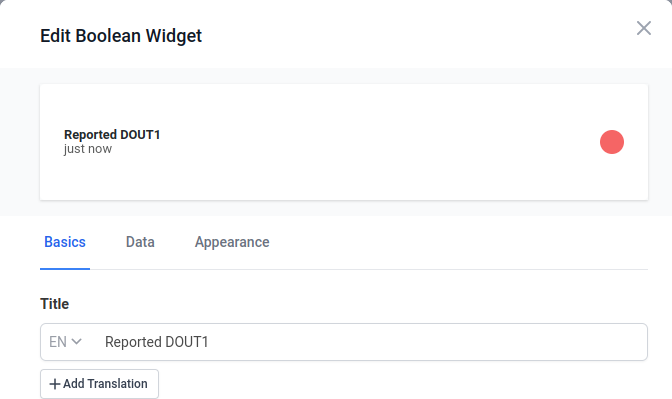 Edit Boolean Widget
Reported DOUT1
just now
Basics Data Appearance
Title
EN Reported DOUT1
+ Add Translation